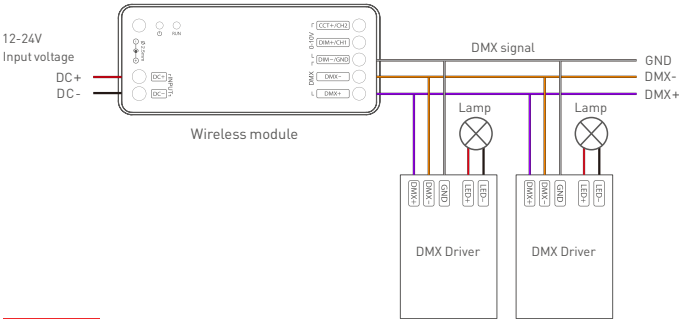 12-24V
Input voltage
DC+
DC-
Ø2.5mm
RUN
DC+
DC-
INPUT
0-10V
DMX
CCT+/CH2
DIM+/CH1
DIM-/GND
DMX-
DMX+
Wireless module
DMX signal
GND
DMX-
DMX+
Lamp
Lamp
DMX+
DMX-
GND
LED+
LED-
DMX+
DMX-
GND
LED+
LED-
DMX Driver
DMX Driver